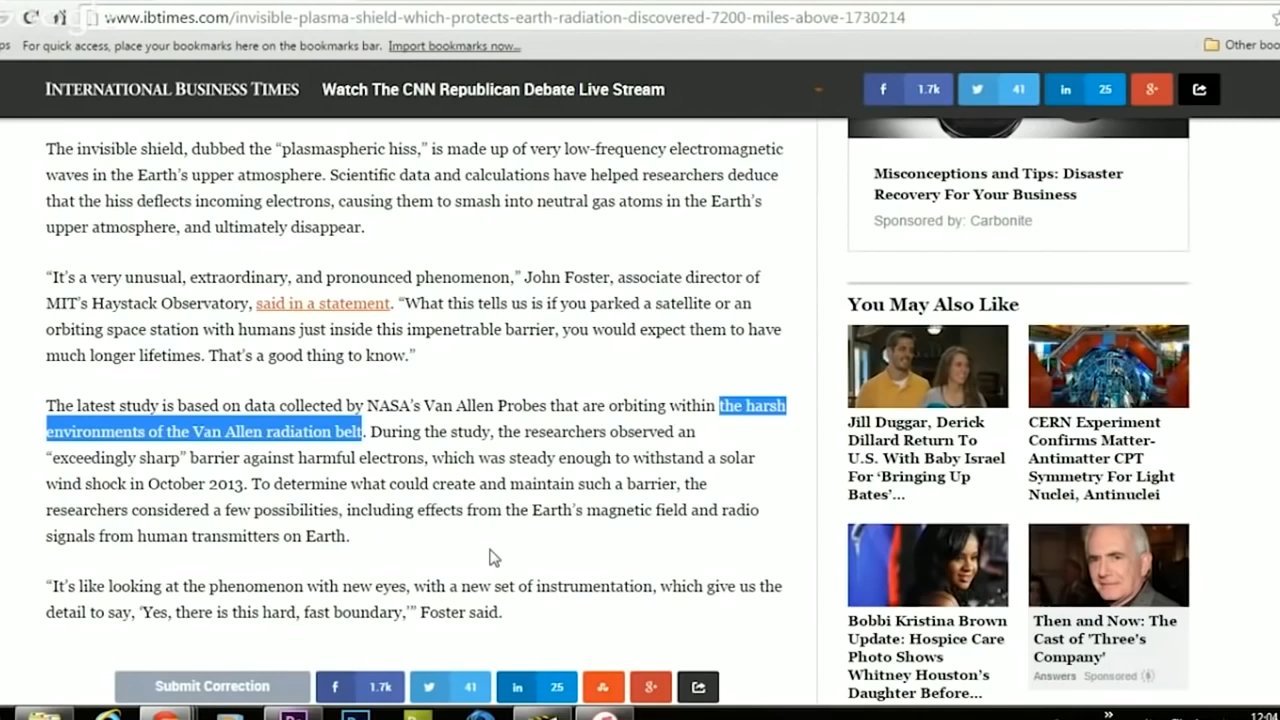 www.ibtimes.com/invisible-plasma-shield-which-protects-earth-radiation-discovered-7200-miles-above-1730214
For quick access, place your bookmarks here on the bookmarks bar. Import bookmarks now...
Other boo
INTERNATIONAL BUSINESS TIMES
Watch The CNN Republican Debate Live Stream
f 1.7k
41
in 25
g+
The invisible shield, dubbed the “plasmaspheric hiss,” is made up of very low-frequency electromagnetic
waves in the Earth’s upper atmosphere. Scientific data and calculations have helped researchers deduce
that the hiss deflects incoming electrons, causing them to smash into neutral gas atoms in the Earth’s
upper atmosphere, and ultimately disappear.
“It’s a very unusual, extraordinary, and pronounced phenomenon,” John Foster, associate director of
MIT’s Haystack Observatory, said in a statement. “What this tells us is if you parked a satellite or an
orbiting space station with humans just inside this impenetrable barrier, you would expect them to have
much longer lifetimes. That’s a good thing to know.”
The latest study is based on data collected by NASA’s Van Allen Probes that are orbiting within the harsh
environments of the Van Allen radiation belt. During the study, the researchers observed an
“exceedingly sharp” barrier against harmful electrons, which was steady enough to withstand a solar
wind shock in October 2013. To determine what could create and maintain such a barrier, the
researchers considered a few possibilities, including effects from the Earth’s magnetic field and radio
signals from human transmitters on Earth.
“It’s like looking at the phenomenon with new eyes, with a new set of instrumentation, which give us the
detail to say, ‘Yes, there is this hard, fast boundary,’” Foster said.
Submit Correction
f 1.7k
41
in 25
g+
Misconceptions and Tips: Disaster
Recovery For Your Business
Sponsored by: Carbonite
You May Also Like
Jill Duggar, Derick
Dillard Return To
U.S. With Baby Israel
For ‘Bringing Up
Bates’...
CERN Experiment
Confirms Matter-
Antimatter CPT
Symmetry For Light
Nuclei, Antinuclei
Bobbi Kristina Brown
Update: Hospice Care
Photo Shows
Whitney Houston’s
Daughter Before...
Then and Now: The
Cast of 'Three's
Company'
Answers Sponsored
12:04